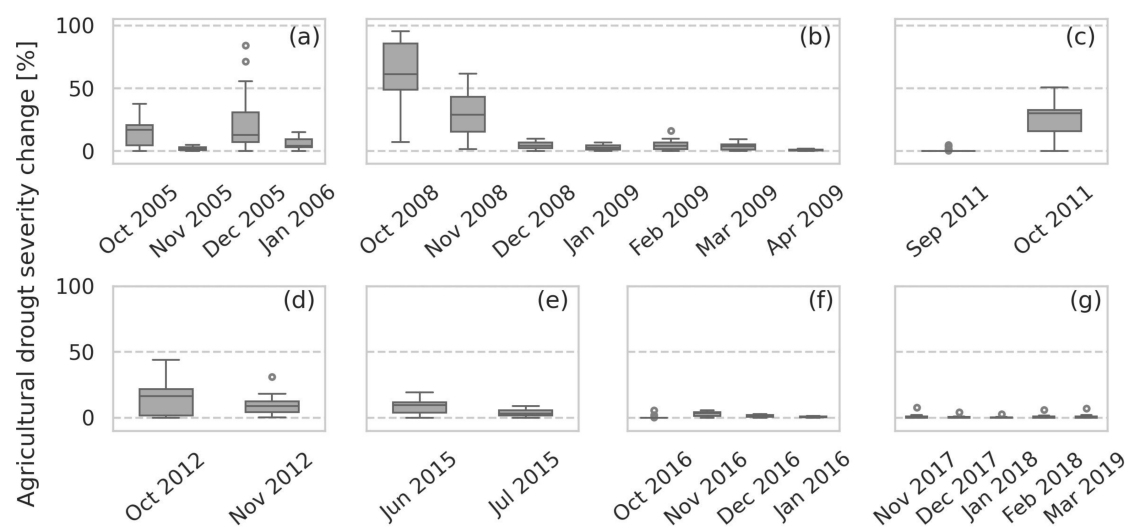 Agricultural drougt severity change [%]
100
50
0
(a)
(b)
(c)
Oct 2005
Nov 2005
Dec 2005
Jan 2006
Oct 2008
Nov 2008
Dec 2008
Jan 2009
Feb 2009
Mar 2009
Apr 2009
Sep 2011
Oct 2011
100
50
0
(d)
(e)
(f)
(g)
Oct 2012
Nov 2012
Jun 2015
Jul 2015
Oct 2016
Nov 2016
Dec 2016
Jan 2016
Nov 2017
Dec 2017
Jan 2018
Feb 2018
Mar 2019